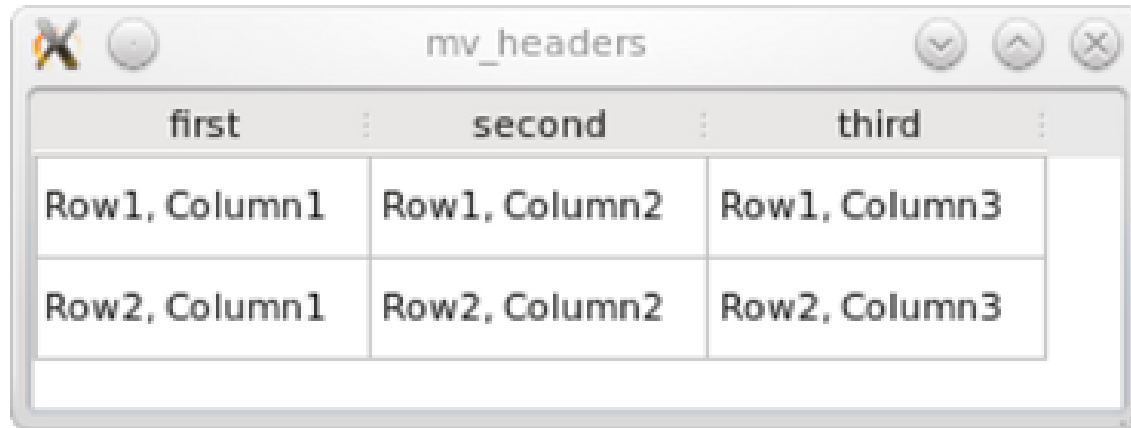 mv_headers
first second third
Row1, Column1 Row1, Column2 Row1, Column3
Row2, Column1 Row2, Column2 Row2, Column3